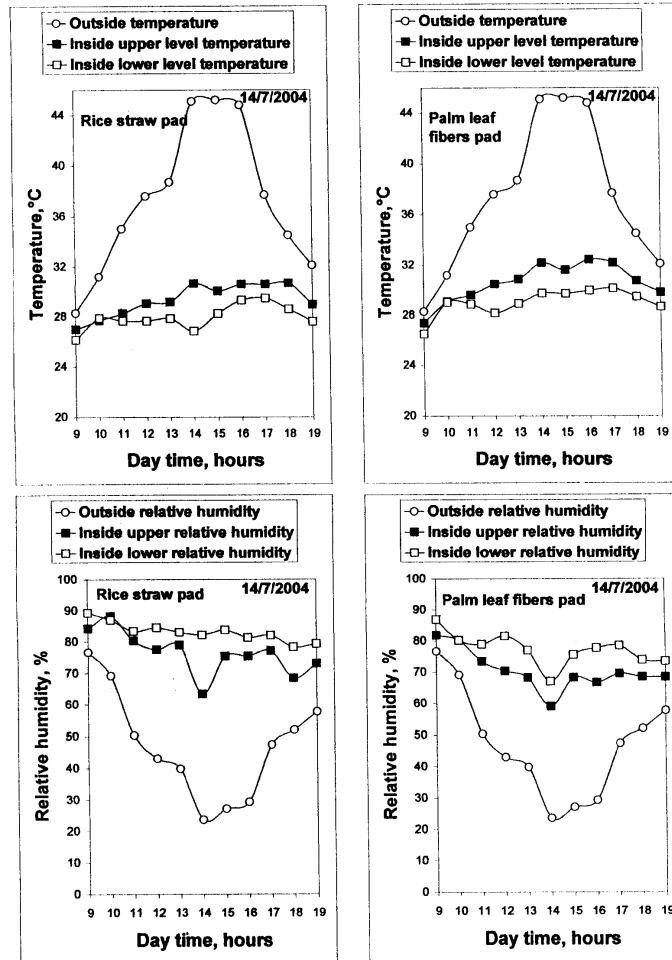 Outside temperature
Inside upper level temperature
Inside lower level temperature
14/7/2004
Rice straw pad
44
40
36
32
28
24
20
Temperature,°C
9 10 11 12 13 14 15 16 17 18 19
Day time, hours
Outside temperature
Inside upper level temperature
Inside lower level temperature
14/7/2004
Palm leaf
fibers pad
44
40
36
32
28
24
20
Temperature,°C
9 10 11 12 13 14 15 16 17 18 19
Day time, hours
Outside relative humidity
Inside upper relative humidity
Inside lower relative humidity
14/7/2004
Rice straw pad
100
90
80
70
60
50
40
30
20
10
0
Relative humidity, %
9 10 11 12 13 14 15 16 17 18 19
Day time, hours
Outside relative humidity
Inside upper relative humidity
Inside lower relative humidity
14/7/2004
Palm leaf fibers pad
100
90
80
70
60
50
40
30
20
10
0
Relative humidity, %
9 10 11 12 13 14 15 16 17 18 19
Day time, hours